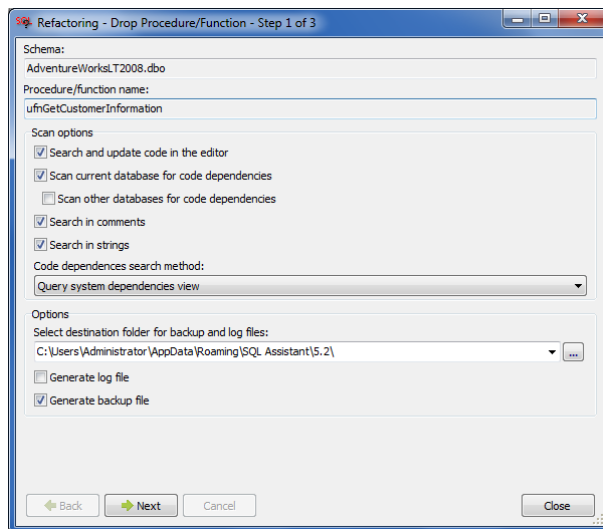 Refactoring - Drop Procedure/Function - Step 1 of 3
Schema:
AdventureWorksLT2008.dbo
Procedure/function name:
ufnGetCustomerInformation
Scan options
Search and update code in the editor
Scan current database for code dependencies
Scan other databases for code dependencies
Search in comments
Search in strings
Code dependences search method:
Query system dependencies view
Options
Select destination folder for backup and log files:
C:\Users\Administrator\AppData\Roaming\SQL Assistant\5.2\
...
Generate log file
Generate backup file
Back Next Cancel Close